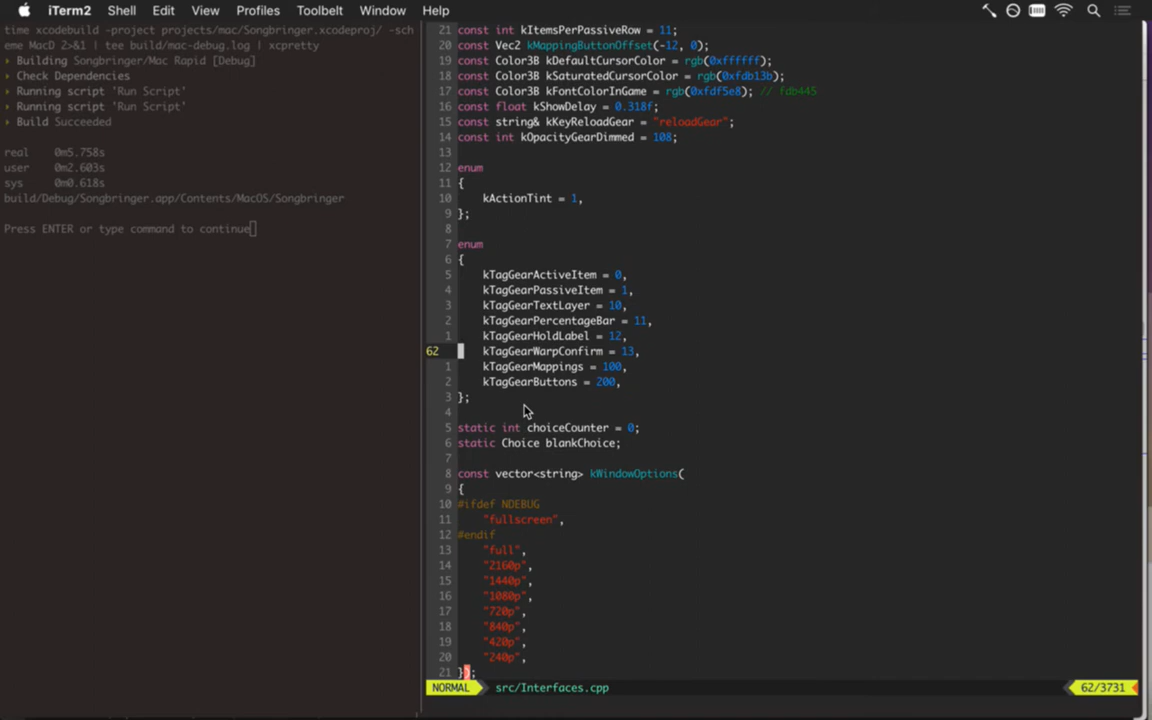 iTerm2 Shell Edit View Profiles Toolbelt Window Help
time xcodebuild -project projects/mac/Songbringer.xcodeproj/ -sch
eme MacD 2>&1 | tee build/mac-debug.log | xcpretty
▸ Building Songbringer/Mac Rapid [Debug]
▸ Check Dependencies
▸ Running script 'Run Script'
▸ Running script 'Run Script'
▸ Build Succeeded
real 0m5.758s
user 0m2.603s
sys 0m0.618s
build/Debug/Songbringer.app/Contents/MacOS/Songbringer
Press ENTER or type command to continue
21 const int kItemsPerPassiveRow = 11;
20 const Vec2 kMappingButtonOffset(-12, 0);
19 const Color3B kDefaultCursorColor = rgb(0xffffff);
18 const Color3B kSaturatedCursorColor = rgb(0xfdb13b);
17 const Color3B kFontColorInGame = rgb(0xfdf5e8); // fdb445
16 const float kShowDelay = 0.318f;
15 const string& kKeyReloadGear = "reloadGear";
14 const int kOpacityGearDimmed = 108;
13
12 enum
11 {
10 kActionTint = 1,
9 };
8
7 enum
6 {
5 kTagGearActiveItem = 0,
4 kTagGearPassiveItem = 1,
3 kTagGearTextLayer = 10,
2 kTagGearPercentageBar = 11,
1 kTagGearHoldLabel = 12,
62 kTagGearWarpConfirm = 13,
1 kTagGearMappings = 100,
2 kTagGearButtons = 200,
3 };
4
5 static int choiceCounter = 0;
6 static Choice blankChoice;
7
8 const vector<string> kWindowOptions(
9 {
10 #ifdef NDEBUG
11 "fullscreen",
12 #endif
13 "full",
14 "2160p",
15 "1440p",
16 "1080p",
17 "720p",
18 "840p",
19 "420p",
20 "240p",
21 });
NORMAL src/Interfaces.cpp 62/3731